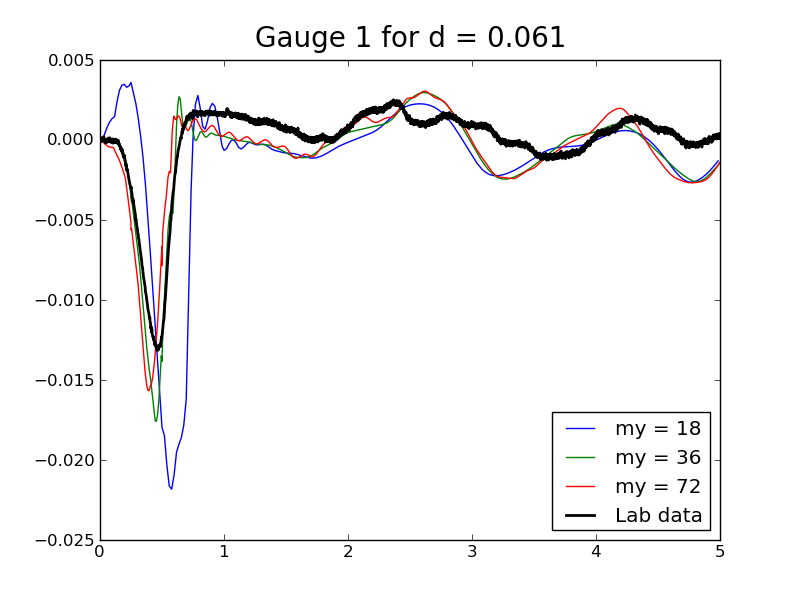 Gauge 1 for d = 0.061
0.005
0.000
−0.005
−0.010
−0.015
−0.020
−0.025
0 1 2 3 4 5
my = 18
my = 36
my = 72
Lab data